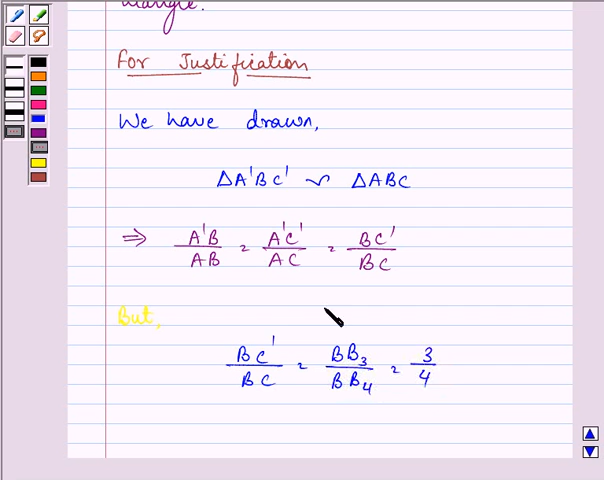 triangle.
For Justification
We have drawn,
ΔA'BC' ~ ΔABC
⇒ A'B/AB = A'C'/AC = BC'/BC
But,
BC'/BC = BB₃/BB₄ = 3/4